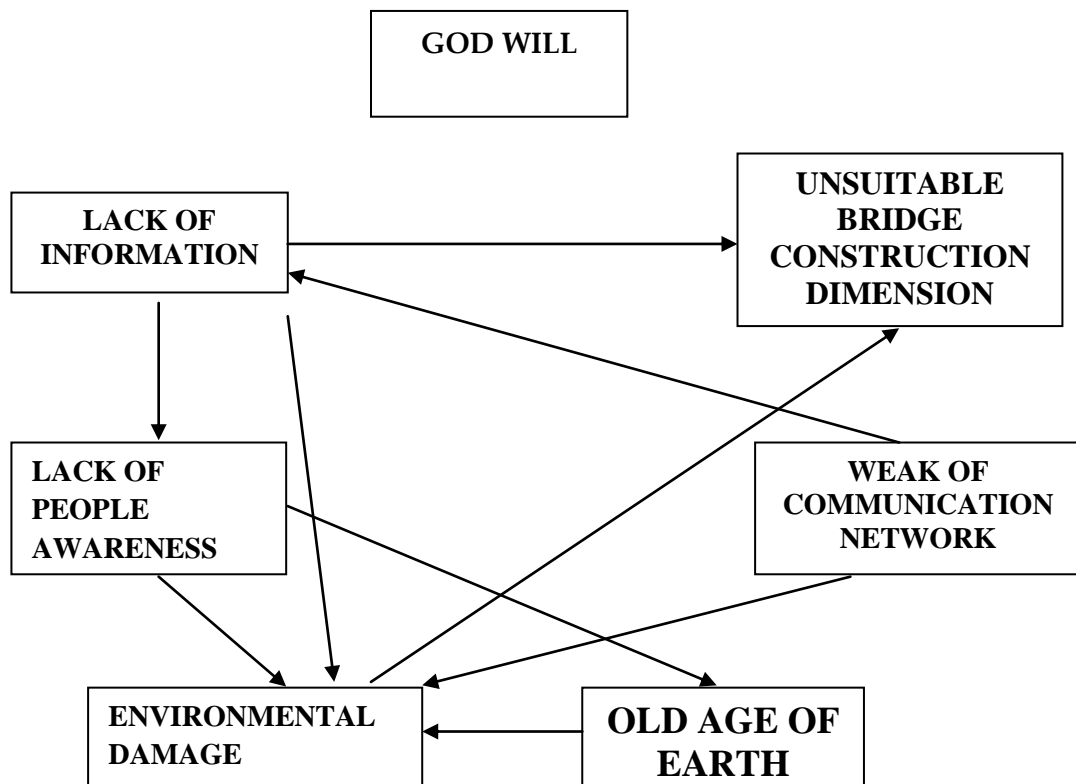 GOD WILL
UNSUITABLE
BRIDGE
CONSTRUCTION
DIMENSION
LACK OF
INFORMATION
LACK OF
PEOPLE
AWARENESS
WEAK OF
COMMUNICATION
NETWORK
ENVIRONMENTAL
DAMAGE
OLD AGE OF
EARTH